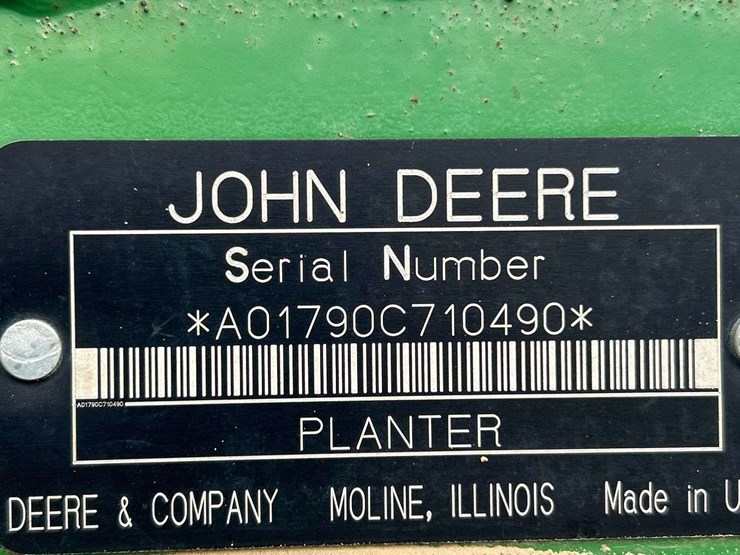 JOHN DEERE
Serial Number
*A01790C710490*
A01790C710490
PLANTER
DEERE & COMPANY MOLINE, ILLINOIS Made in U